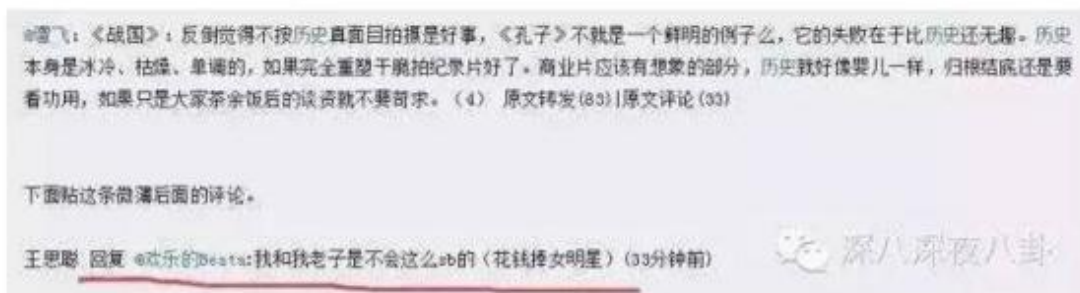 @雷飞:《战国》:反倒觉得不按历史真面目拍摄是好事,《孔子》不就是一个鲜明的例子么,它的失败在于比历史还无趣。历史
本身是冰冷、枯燥、单调的,如果完全重塑干脆拍纪录片好了。商业片应该有想象的部分,历史就好像婴儿一样,归根结底还是要
看功用,如果只是大家茶余饭后的谈资就不要苛求。(4) 原文转发(83)|原文评论(33)
下面贴这条微薄后面的评论。
王思聪 回复 @欢乐的Beata:我和我老子是不会这么sb的(花钱捧女明星)(33分钟前)
深八深夜八卦